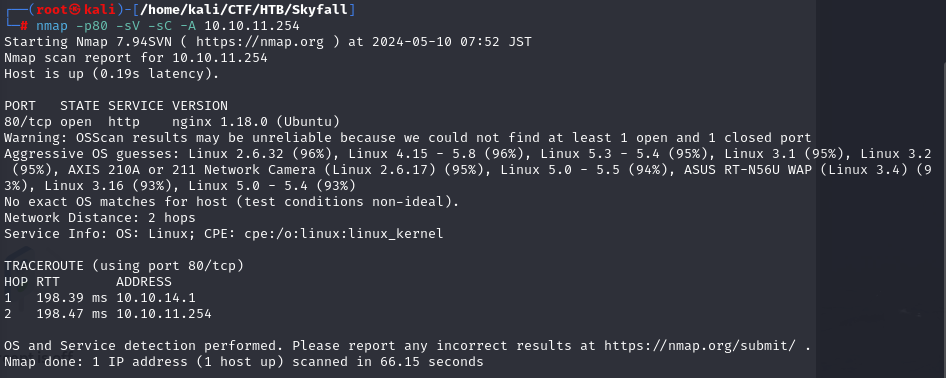 ┌──(root㉿kali)-[/home/kali/CTF/HTB/Skyfall]
└─# nmap -p80 -sV -sC -A 10.10.11.254
Starting Nmap 7.94SVN ( https://nmap.org ) at 2024-05-10 07:52 JST
Nmap scan report for 10.10.11.254
Host is up (0.19s latency).

PORT   STATE SERVICE VERSION
80/tcp open  http    nginx 1.18.0 (Ubuntu)
Warning: OSScan results may be unreliable because we could not find at least 1 open and 1 closed port
Aggressive OS guesses: Linux 2.6.32 (96%), Linux 4.15 - 5.8 (96%), Linux 5.3 - 5.4 (95%), Linux 3.1 (95%), Linux 3.2
 (95%), AXIS 210A or 211 Network Camera (Linux 2.6.17) (95%), Linux 5.0 - 5.5 (94%), ASUS RT-N56U WAP (Linux 3.4) (9
3%), Linux 3.16 (93%), Linux 5.0 - 5.4 (93%)
No exact OS matches for host (test conditions non-ideal).
Network Distance: 2 hops
Service Info: OS: Linux; CPE: cpe:/o:linux:linux_kernel

TRACEROUTE (using port 80/tcp)
HOP RTT       ADDRESS
1   198.39 ms 10.10.14.1
2   198.47 ms 10.10.11.254

OS and Service detection performed. Please report any incorrect results at https://nmap.org/submit/ .
Nmap done: 1 IP address (1 host up) scanned in 66.15 seconds